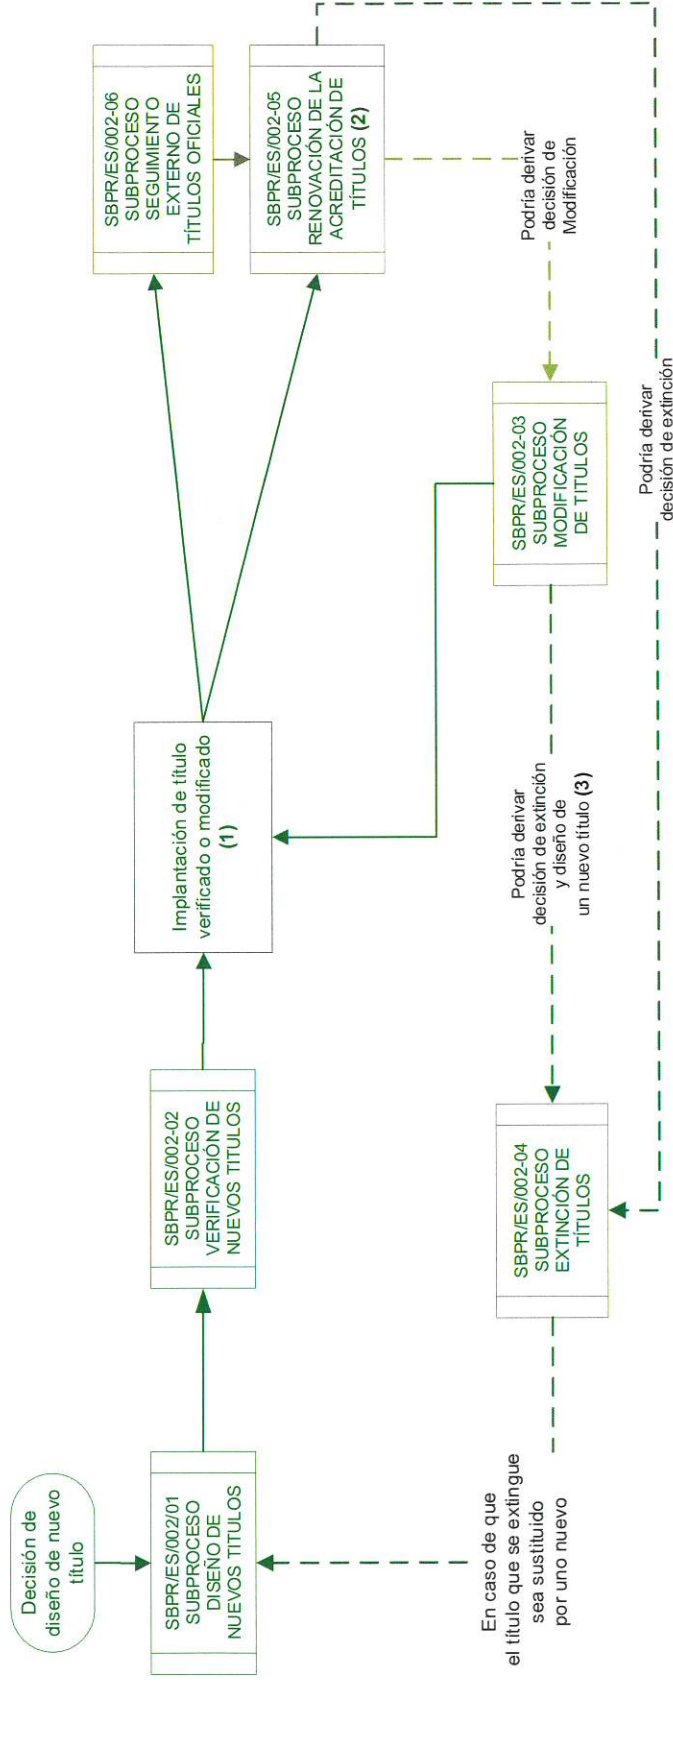 Decisión de
diseño de nuevo
título
SBPR/ES/002/01
SUBPROCESO
DISEÑO DE
NUEVOS TITULOS
SBPR/ES/002-02
SUBPROCESO
VERIFICACIÓN DE
NUEVOS TITULOS
Implantación de título
verificado o modificado
(1)
SBPR/ES/002-06
SUBPROCESO
SEGUIMIENTO
EXTERNO DE
TÍTULOS OFICIALES
SBPR/ES/002-05
SUBPROCESO
RENOVACIÓN DE LA
ACREDITACIÓN DE
TÍTULOS (2)
Podría derivar
decisión de
Modificación
SBPR/ES/002-03
SUBPROCESO
MODIFICACIÓN
DE TITULOS
Podría derivar
decisión de extinción
y diseño de
un nuevo título (3)
SBPR/ES/002-04
SUBPROCESO
EXTINCIÓN DE
TÍTULOS
En caso de que
el título que se extingue
sea sustituido
por uno nuevo
Podría derivar
decisión de extinción